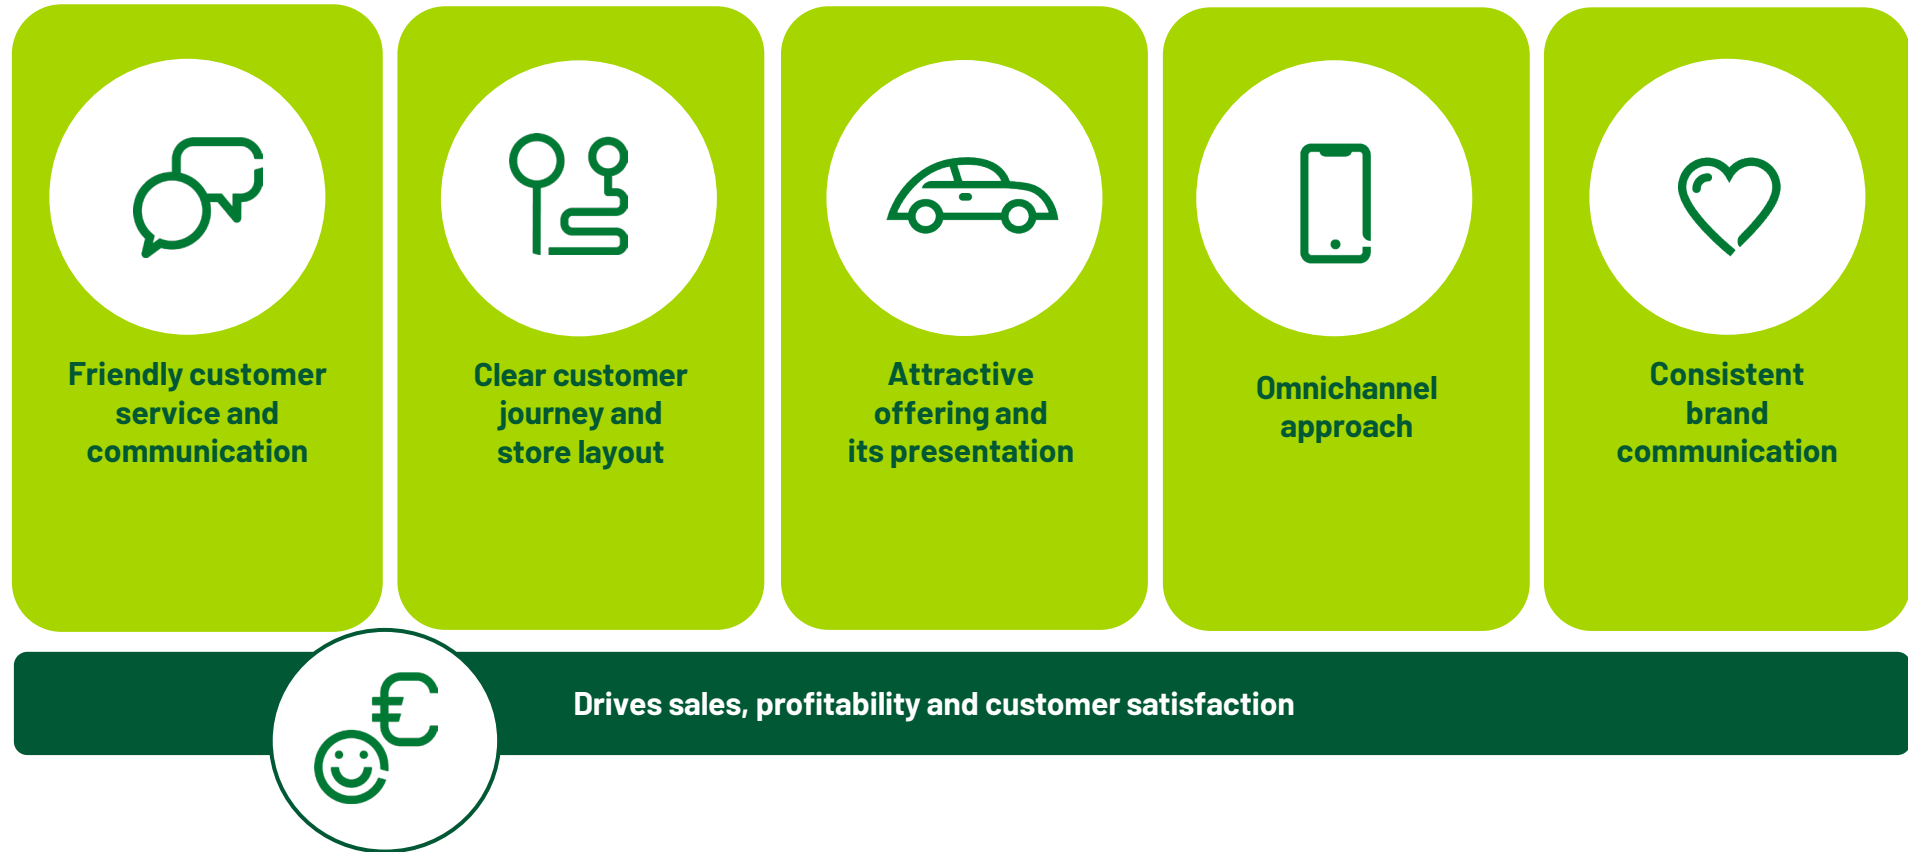 Friendly customer
service and
communication
Clear customer
journey and
store layout
Attractive
offering and
its presentation
Omnichannel
approach
Consistent
brand
communication
€
Drives sales, profitability and customer satisfaction